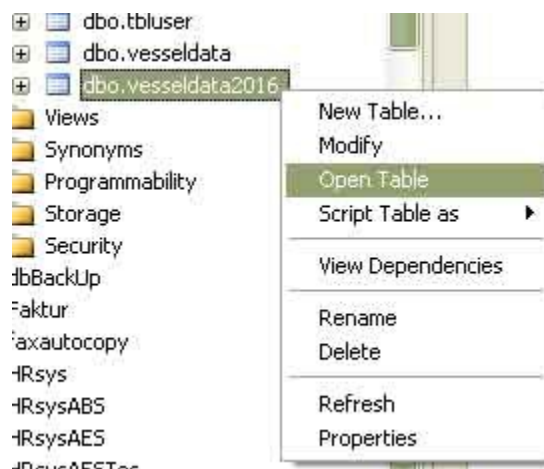 dbo.tbluser
dbo.vesseldata
dbo.vesseldata2016
Views
Synonyms
Programmability
Storage
Security
dbBackUp
Faktur
axautocopy
HRsys
HRsysABS
HRsysAES
New Table...
Modify
Open Table
Script Table as
View Dependencies
Rename
Delete
Refresh
Properties